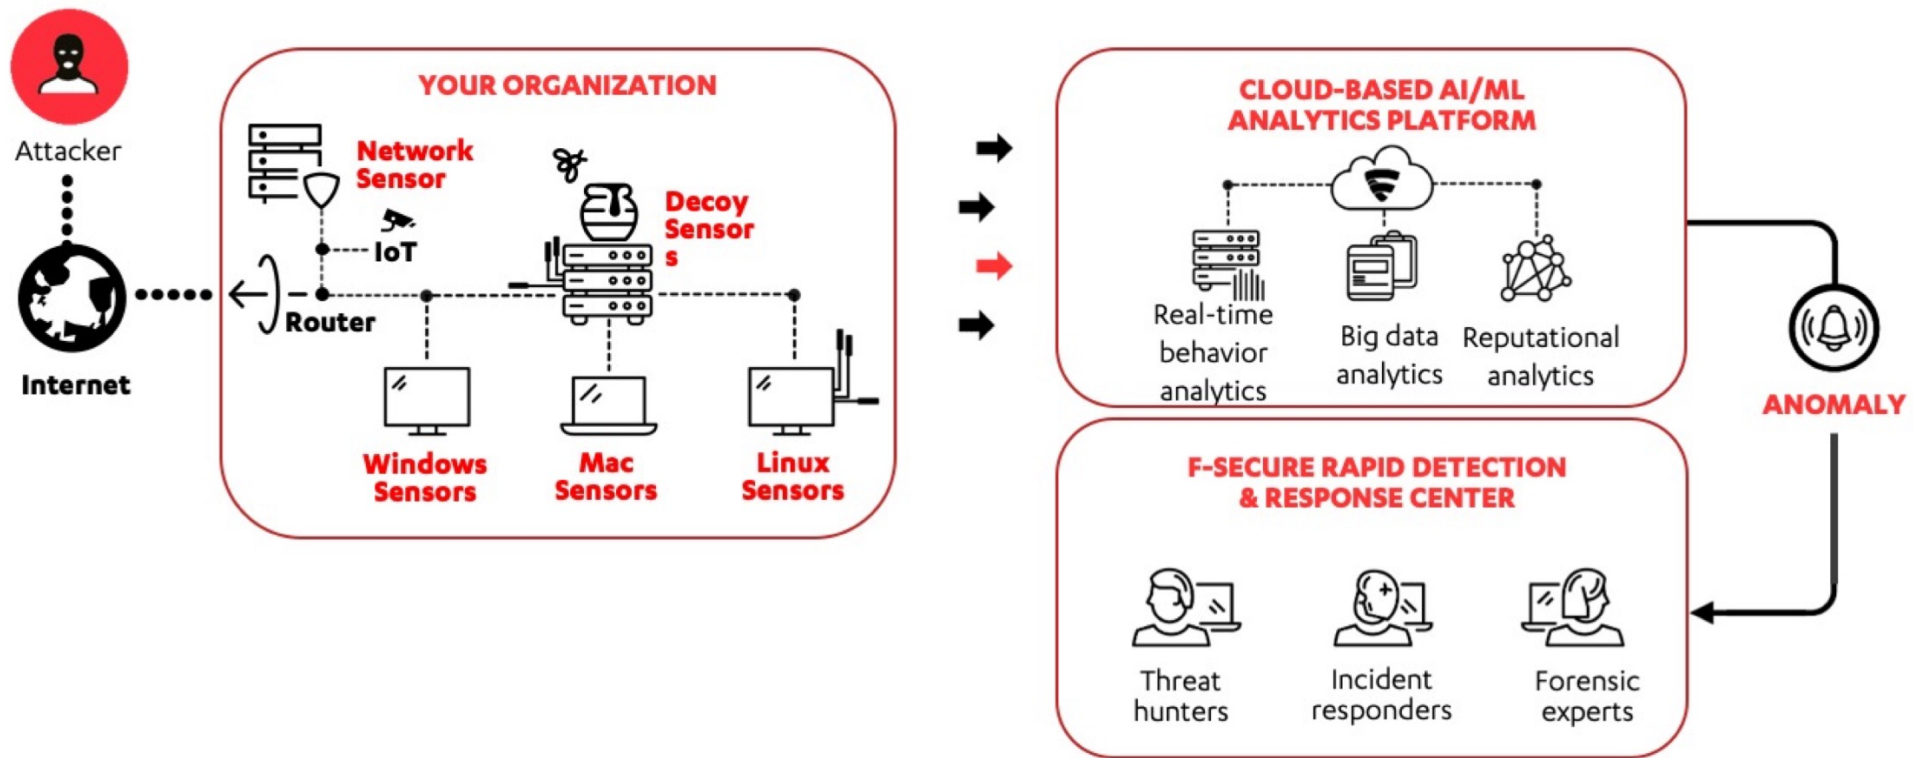 Attacker
Internet
YOUR ORGANIZATION
Network
Sensor
IoT
Router
Decoy
Sensor
s
Windows
Sensors
Mac
Sensors
Linux
Sensors
CLOUD-BASED AI/ML
ANALYTICS PLATFORM
Real-time
behavior
analytics
Big data
analytics
Reputational
analytics
ANOMALY
F-SECURE RAPID DETECTION
& RESPONSE CENTER
Threat
hunters
Incident
responders
Forensic
experts